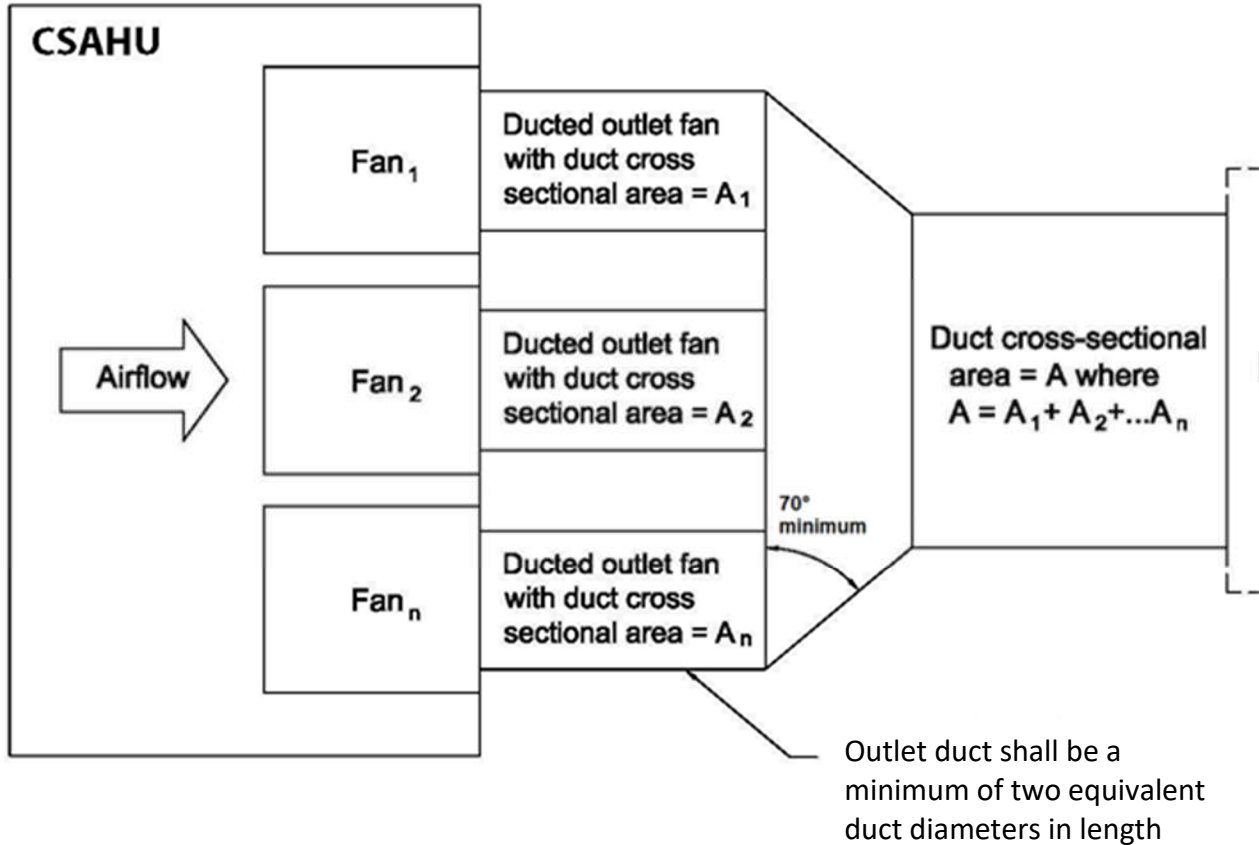 CSAHU
Fan₁
Ducted outlet fan
with duct cross
sectional area = A₁
Airflow
Fan₂
Ducted outlet fan
with duct cross
sectional area = A₂
Duct cross-sectional
area = A where
A = A₁+ A₂+...Aₙ
70°
minimum
Fanₙ
Ducted outlet fan
with duct cross
sectional area = Aₙ
Outlet duct shall be a
minimum of two equivalent
duct diameters in length